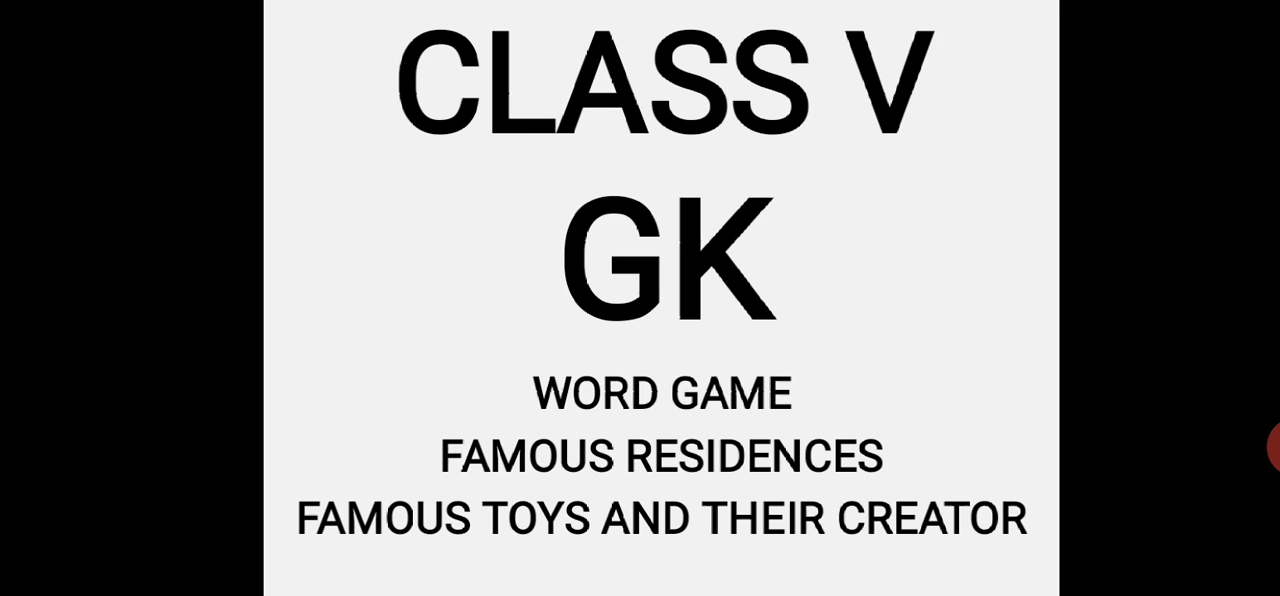 CLASS V
GK
WORD GAME
FAMOUS RESIDENCES
FAMOUS TOYS AND THEIR CREATOR